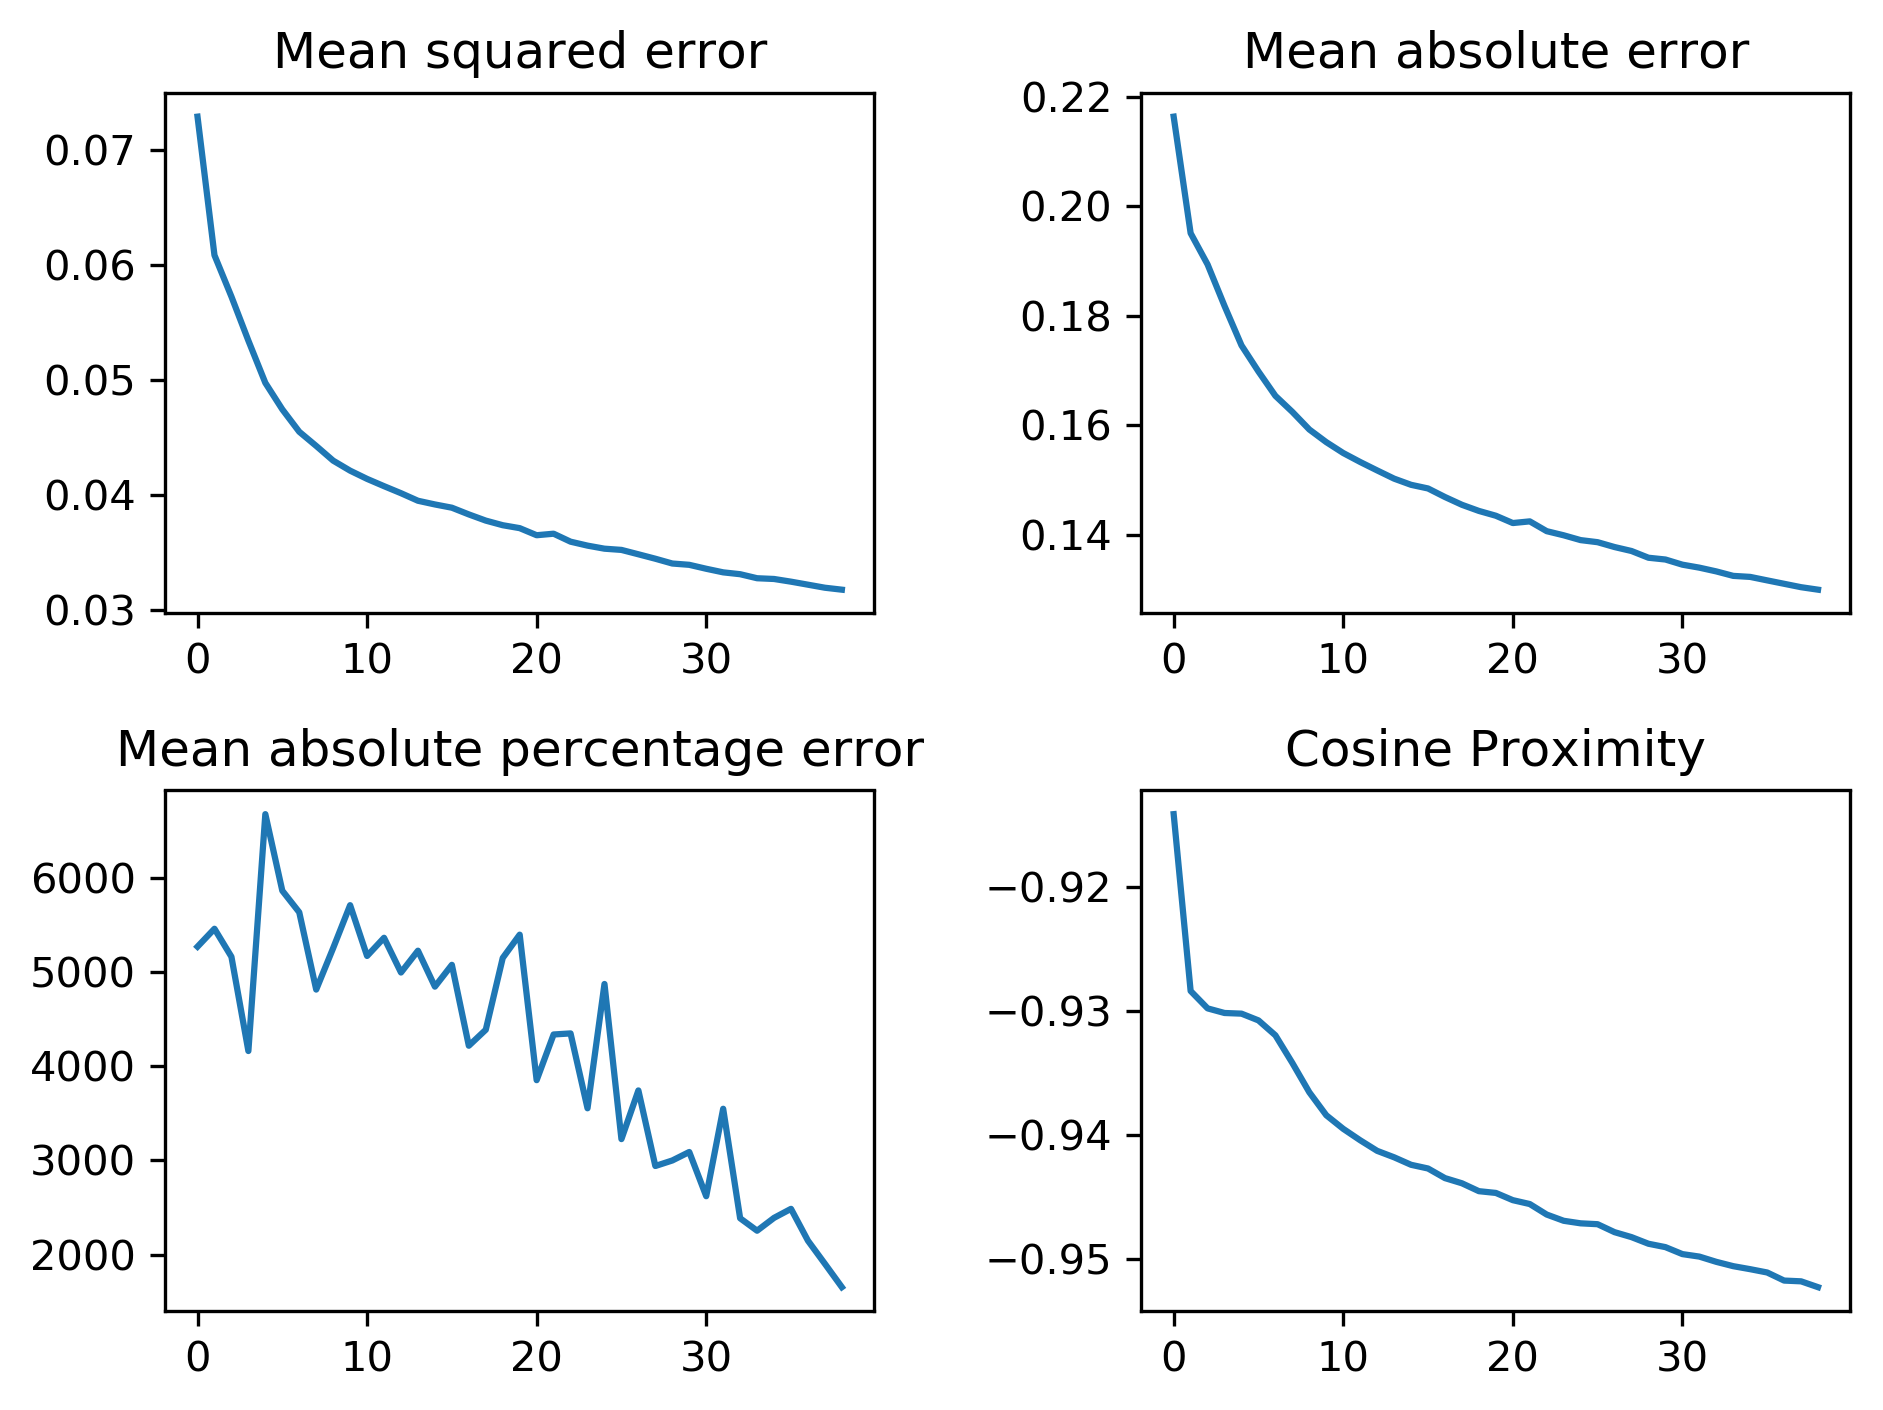 Mean squared error
0.07
0.06
0.05
0.04
0.03
0 10 20 30
Mean absolute error
0.22
0.20
0.18
0.16
0.14
0 10 20 30
Mean absolute percentage error
6000
5000
4000
3000
2000
0 10 20 30
Cosine Proximity
−0.92
−0.93
−0.94
−0.95
0 10 20 30